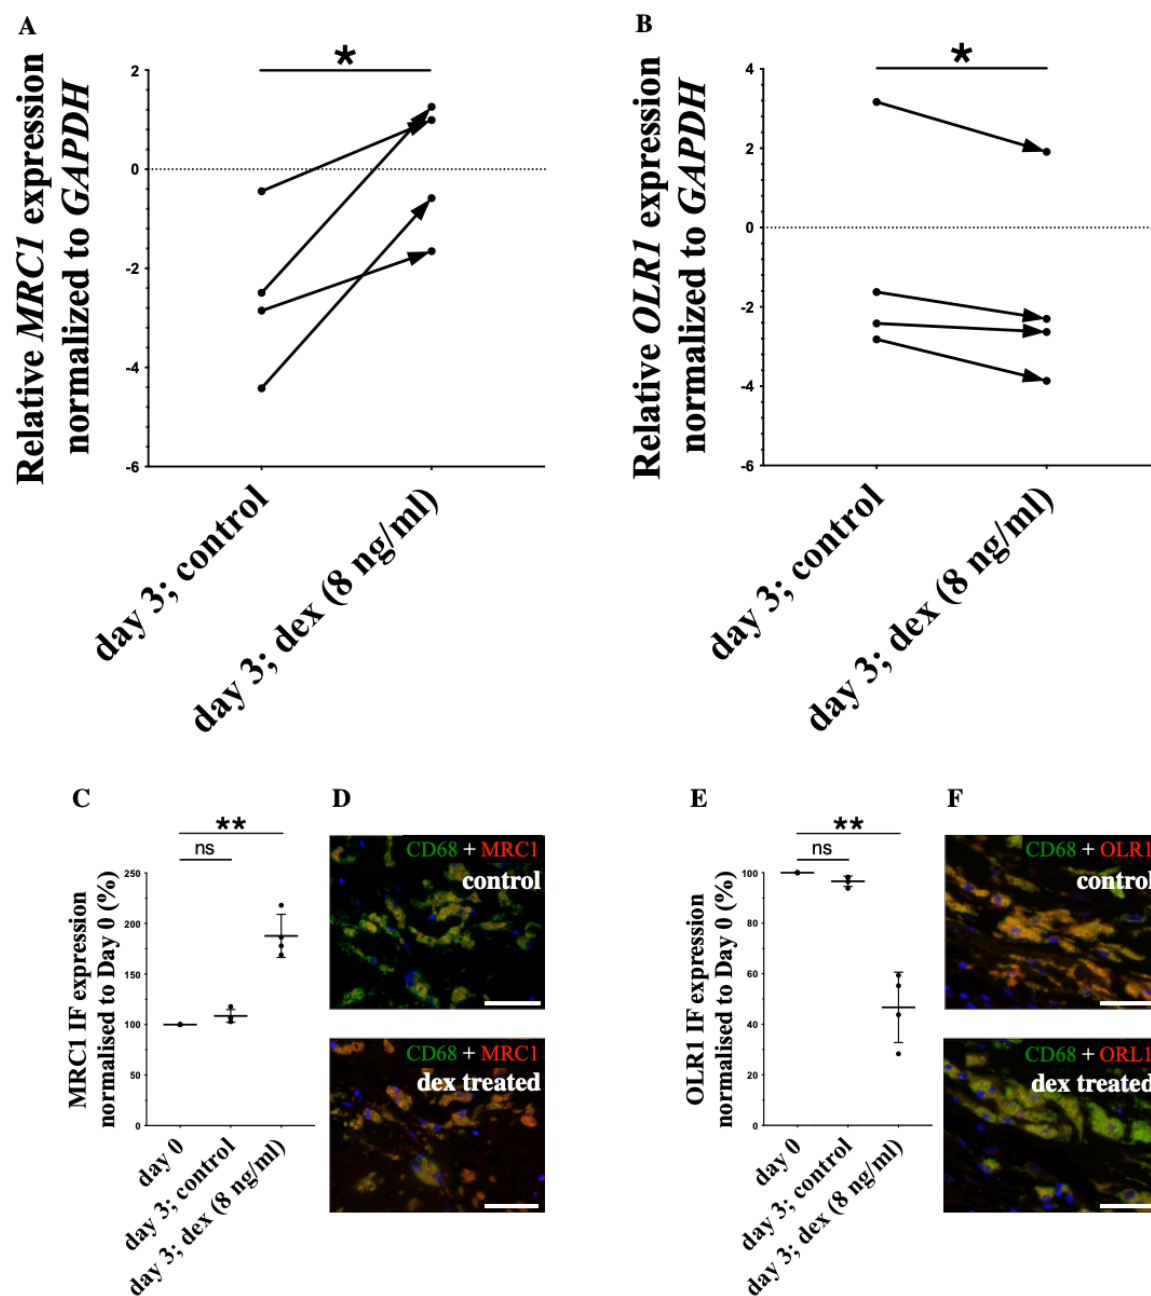 A
Relative MRC1 expression
normalized to GAPDH
*
2
0
-2
-4
-6
day 3; control
day 3; dex (8 ng/ml)
B
Relative OLR1 expression
normalized to GAPDH
*
4
2
0
-2
-4
-6
day 3; control
day 3; dex (8 ng/ml)
C
MRC1 IF expression
normalised to Day 0 (%)
**
ns
250
200
150
100
50
0
day 0
day 3; control
day 3; dex (8 ng/ml)
D
CD68 + MRC1
control
CD68 + MRC1
dex treated
E
OLR1 IF expression
normalised to Day 0 (%)
**
ns
100
80
60
40
20
0
day 0
day 3; control
day 3; dex (8 ng/ml)
F
CD68 + OLR1
control
CD68 + ORL1
dex treated